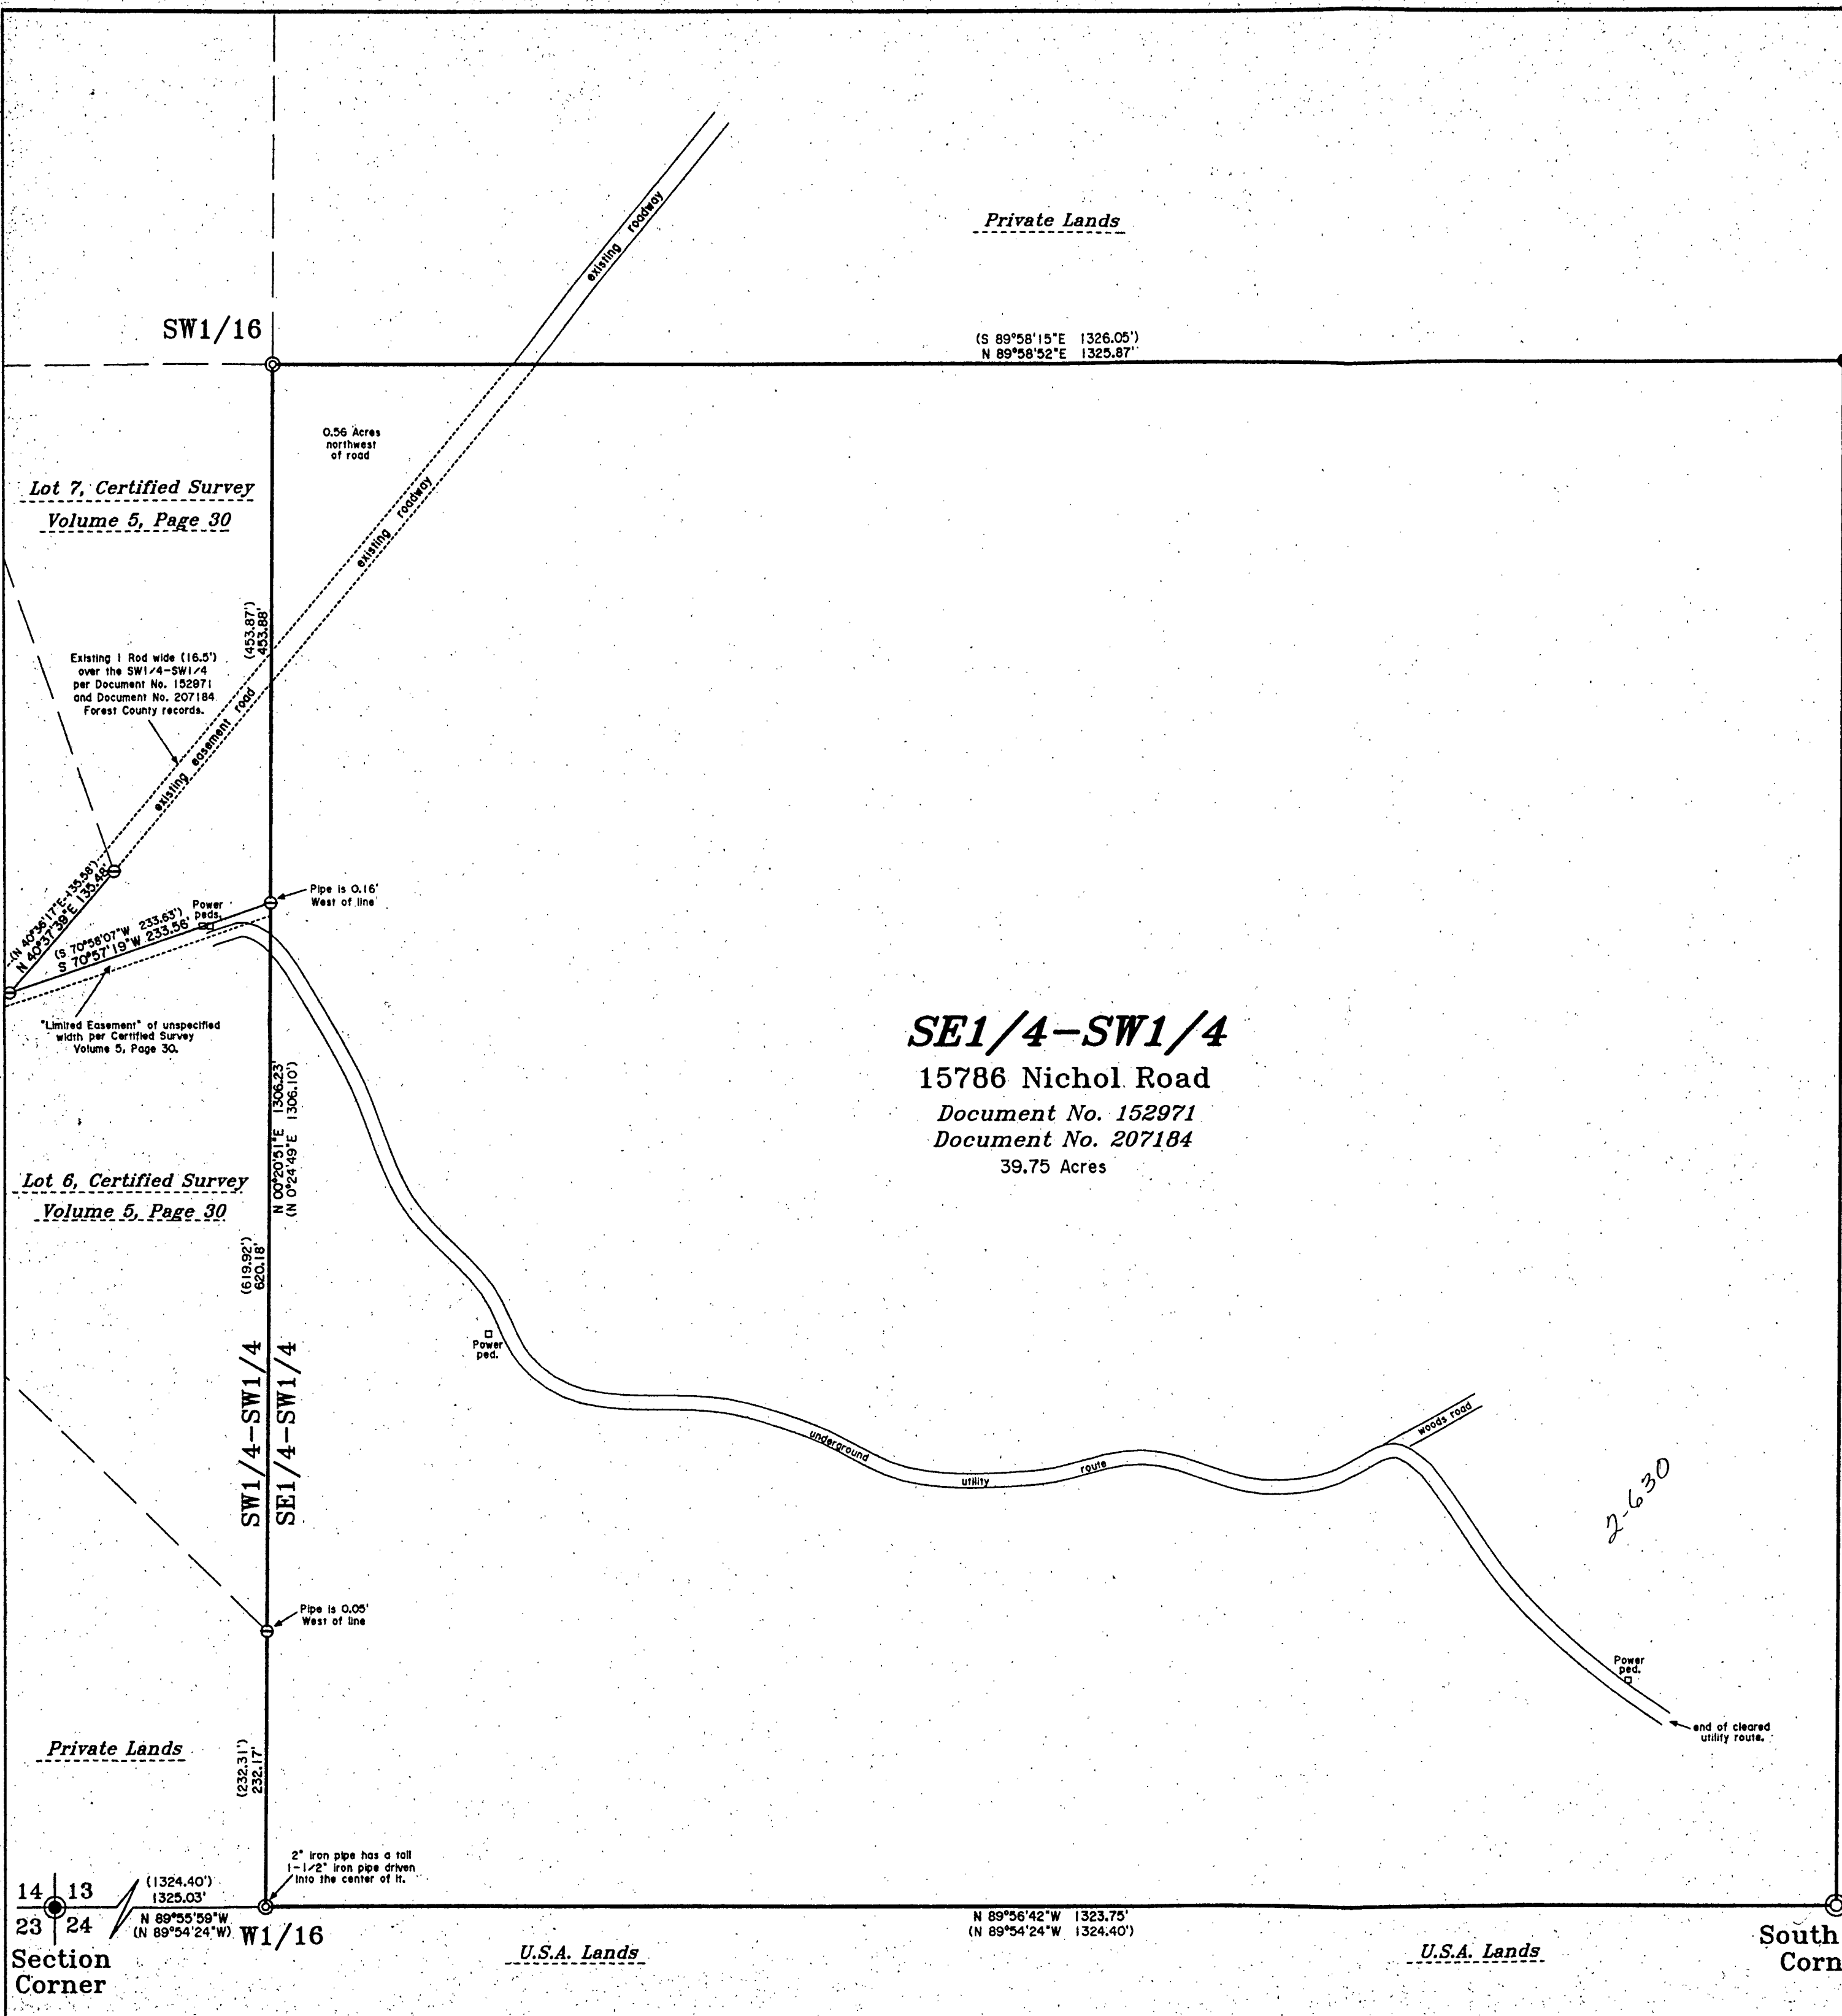 existing roadway
Private Lands
SW1/16
(S 89°58'15"E 1326.05')
N 89°58'52"E 1325.87'
0.56 Acres
northwest
of road
existing roadway
Lot 7, Certified Survey
Volume 5, Page 30
(453.87')
453.88'
Existing 1 Rod wide (16.5')
over the SW1/4-SW1/4
per Document No. 152971
and Document No. 207184
Forest County records.
existing easement road
(N 40°36'17"E 135.58')
N 40°37'39"E 135.48'
Power
peds.
Pipe is 0.16'
West of line
(S 70°58'07"W 233.63')
S 70°57'19"W 233.56'
"Limited Easement" of unspecified
width per Certified Survey
Volume 5, Page 30.
SE1/4-SW1/4
15786 Nichol Road
Document No. 152971
Document No. 207184
39.75 Acres
N 00°20'51"E 1306.23'
(N 0°24'49"E 1306.10')
Lot 6, Certified Survey
Volume 5, Page 30
(619.92')
620.18'
SW1/4-SW1/4
SE1/4-SW1/4
Power
ped.
underground
utility
route
woods road
2-630
Pipe is 0.05'
West of line
Power
ped.
end of cleared
utility route.
Private Lands
(232.31')
232.17'
2" iron pipe has a tall
1-1/2" iron pipe driven
into the center of it.
14 13
23 24
Section
Corner
(1324.40')
1325.03'
N 89°55'59"W
(N 89°54'24"W)
W1/16
N 89°56'42"W 1323.75'
(N 89°54'24"W 1324.40')
U.S.A. Lands
U.S.A. Lands
South
Corn